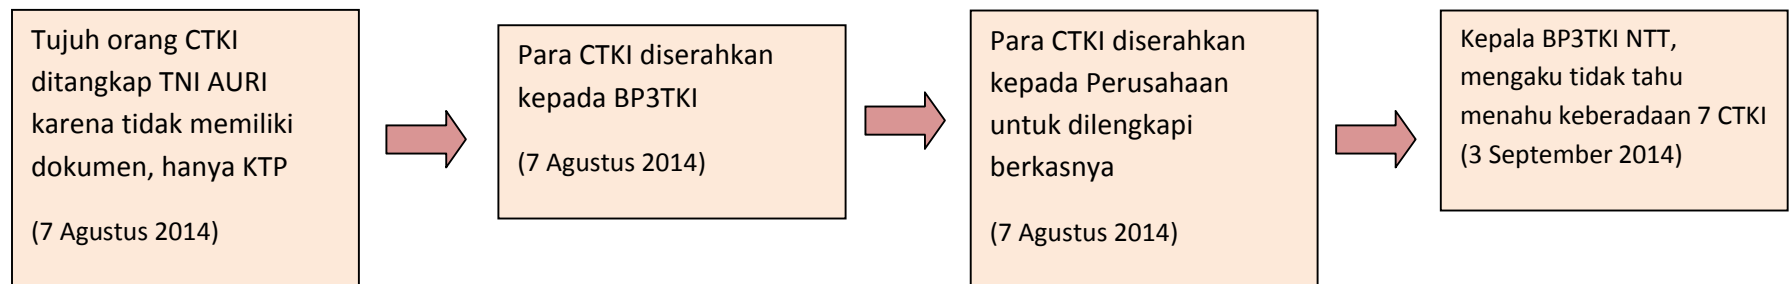 Tujuh orang CTKI
ditangkap TNI AURI
karena tidak memiliki
dokumen, hanya KTP
(7 Agustus 2014)
Para CTKI diserahkan
kepada BP3TKI
(7 Agustus 2014)
Para CTKI diserahkan
kepada Perusahaan
untuk dilengkapi
berkasnya
(7 Agustus 2014)
Kepala BP3TKI NTT,
mengaku tidak tahu
menahu keberadaan 7 CTKI
(3 September 2014)